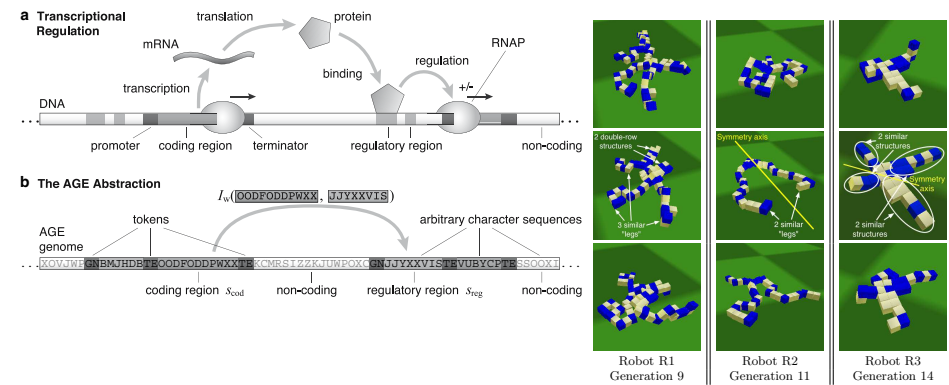 a Transcriptional
Regulation
translation
protein
mRNA
RNAP
transcription
binding
regulation
+/-
DNA
promoter
coding region
terminator
regulatory region
non-coding
b The AGE Abstraction
I_w(OODFODDPWXX, JJYXXVIS)
tokens
arbitrary character sequences
AGE
genome
XOVJWPGNBMJHDBTEOODFODDPWXXTEKCMRSIZZKJUWPOXCGNJJYXXVISTEVUBYCPTESSOOXI
coding region s_cod
non-coding
regulatory region s_reg
non-coding
2 double-row
structures
3 similar
"legs"
Symmetry axis
2 similar
"legs"
2 similar
structures
Symmetry
axis
2 similar
structures
Robot R1
Generation 9
Robot R2
Generation 11
Robot R3
Generation 14